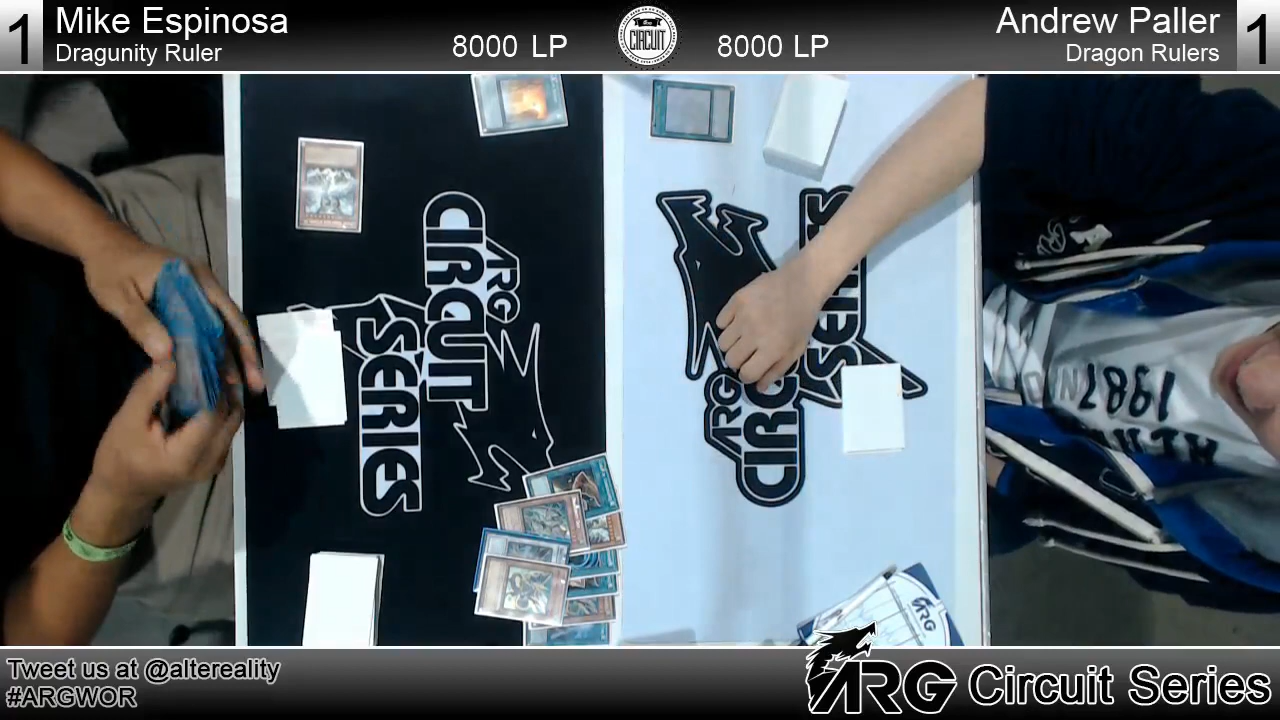 1
Mike Espinosa
Dragunity Ruler
8000 LP
CIRCUIT
8000 LP
Andrew Paller
Dragon Rulers
1
ARG
CIRCUIT
SERIES
ARG
CIRCUIT
SERIES
1987
ARG
Tweet us at @altereality
#ARGWOR
ARG Circuit Series